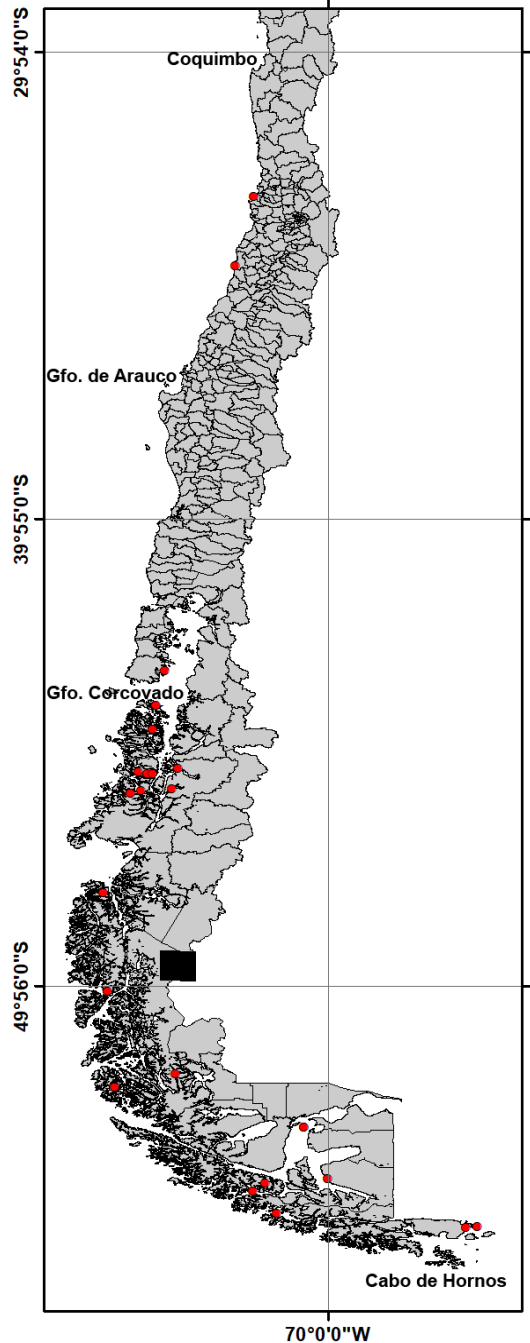 29°54'0"S
Coquimbo
Gfo. de Arauco
39°55'0"S
Gfo. Corcovado
49°56'0"S
Cabo de Hornos
70°0'0"W